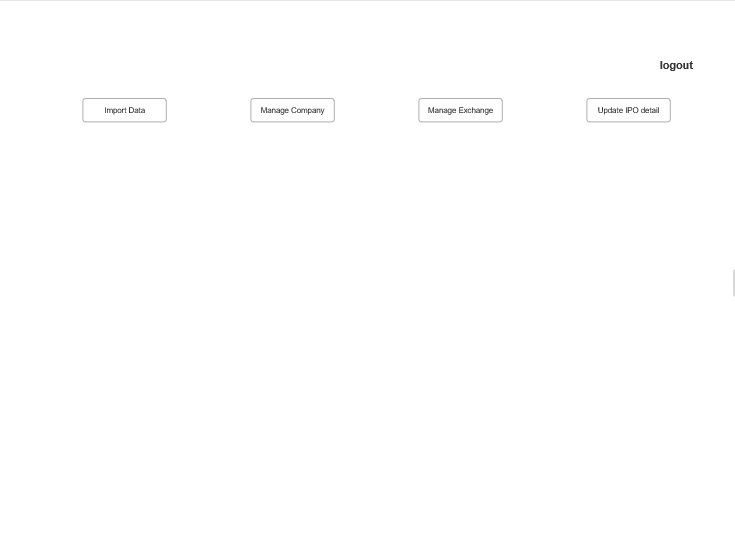 logout
Import Data
Manage Company
Manage Exchange
Update IPO detail